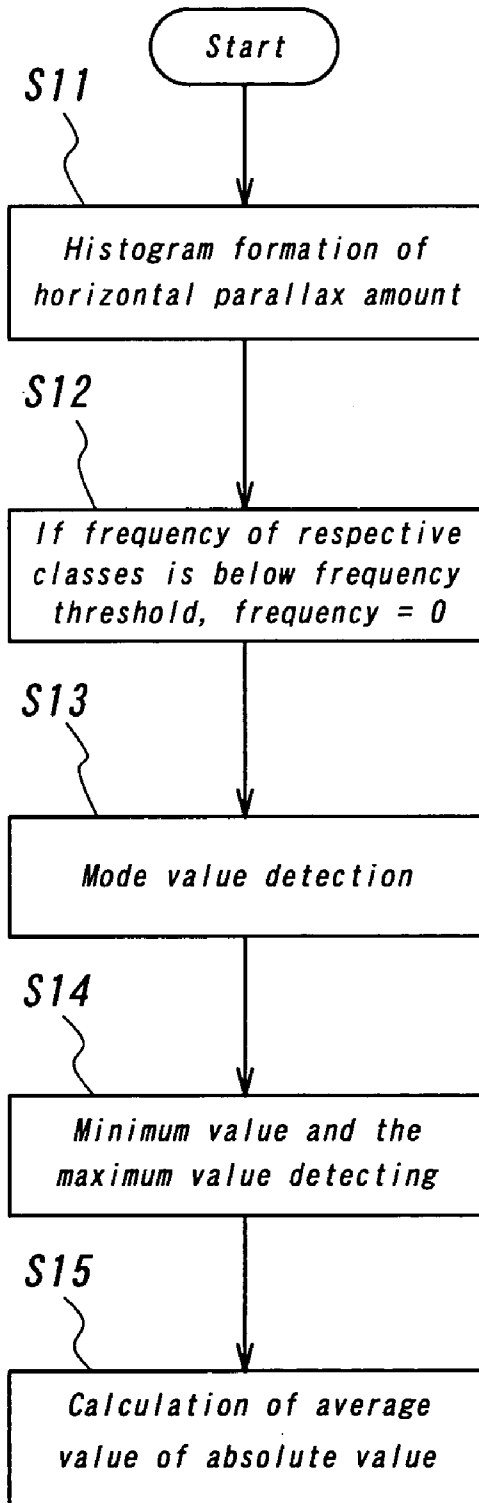 Start
S11
Histogram formation of
horizontal parallax amount
S12
If frequency of respective
classes is below frequency
threshold, frequency = 0
S13
Mode value detection
S14
Minimum value and the
maximum value detecting
S15
Calculation of average
value of absolute value